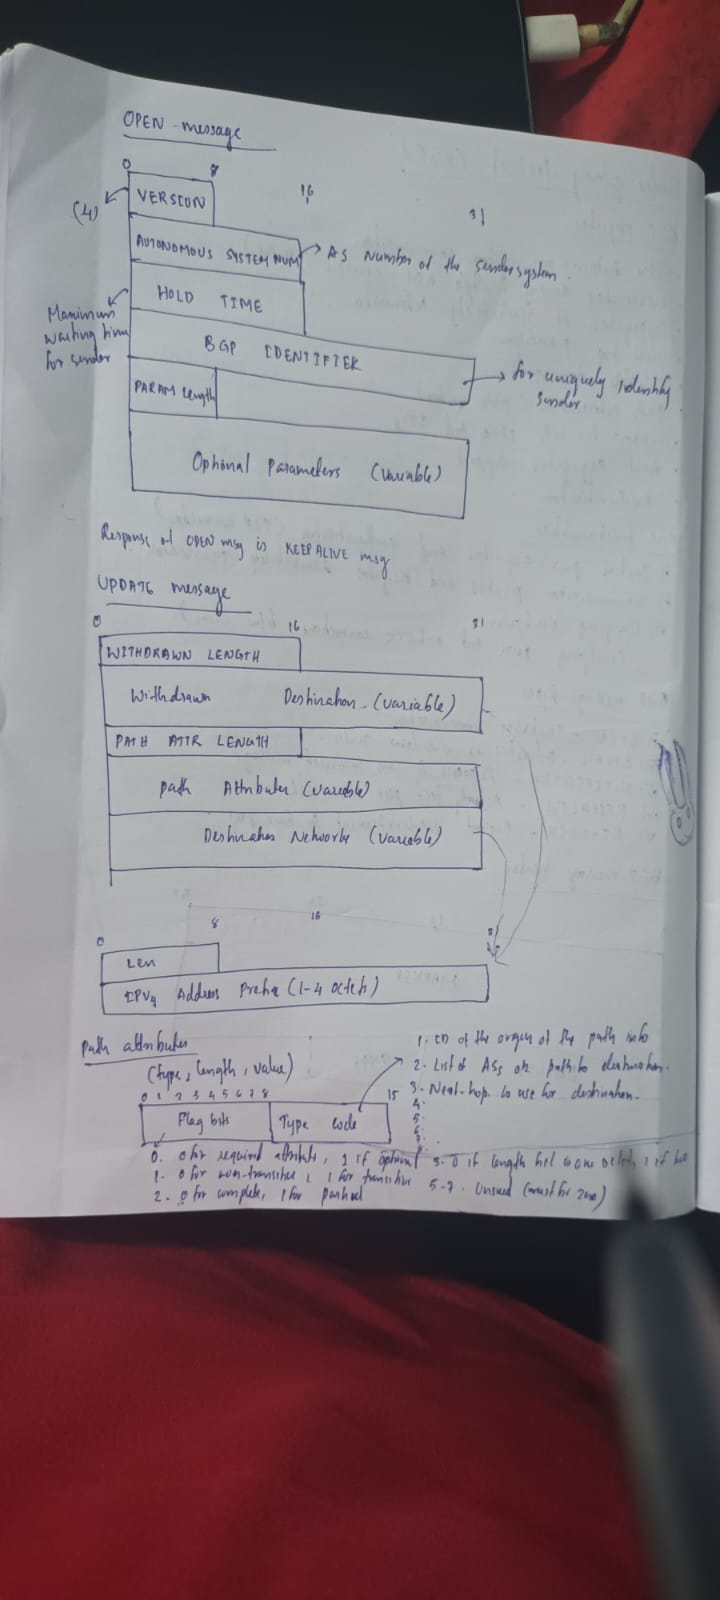 OPEN - message
0 8 16 31
(4) VERSION
AUTONOMOUS SYSTEM NUM → AS Number of the sender system.
HOLD TIME
Maximum
waiting time
for sender
BGP IDENTIFIER → for uniquely identify
sender
PARAM Length
Optional Parameters (Variable)
Response of OPEN msg is KEEPALIVE msg
UPDATE message
0 16 31
WITHDRAWN LENGTH
Withdrawn Destination - (variable)
PATH ATTR LENGTH
Path Attributes (variable)
Destination Networks (variable)
0 8 16 31
Len
IPV4 Address Prefix (1-4 octets)
Path attributes
(type, length, value)
1. ID of the origin of the path info
2. List of ASs on path to destination.
3. Next-hop to use for destination.
4.
5.
6.
7.
8.
0 1 2 3 4 5 6 7 8 15
Flag bits Type code
0. 0 for required attribute, 1 if optional
1. 0 for non-transitive, 1 for transitive
2. 0 for complete, 1 for partial
3. 0 if length is one octet, 1 if two
5-7. Unused (must be zero)